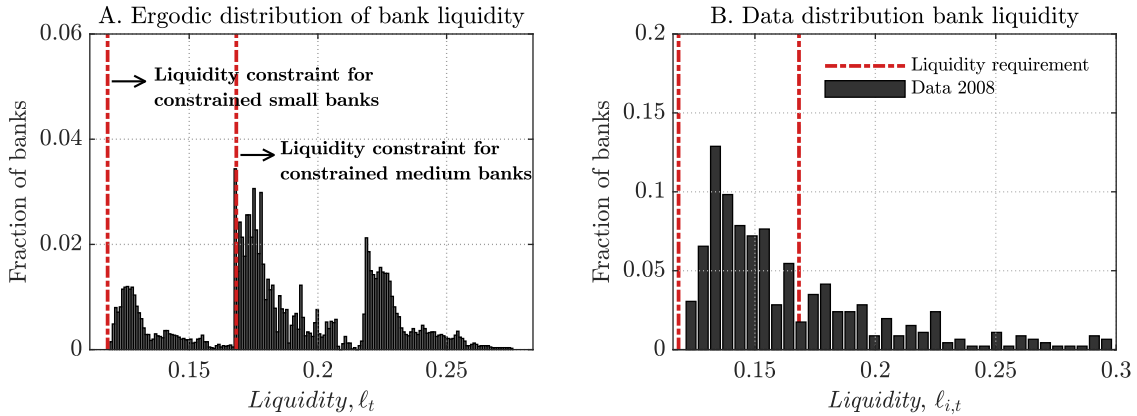 A. Ergodic distribution of bank liquidity
0.06
0.04
0.02
0
Fraction of banks
Liquidity constraint for
constrained small banks
Liquidity constraint for
constrained medium banks
0.15
0.2
0.25
Liquidity, ℓt
B. Data distribution bank liquidity
0.2
0.15
0.1
0.05
0
Fraction of banks
Liquidity requirement
Data 2008
0.15
0.2
0.25
0.3
Liquidity, ℓi,t